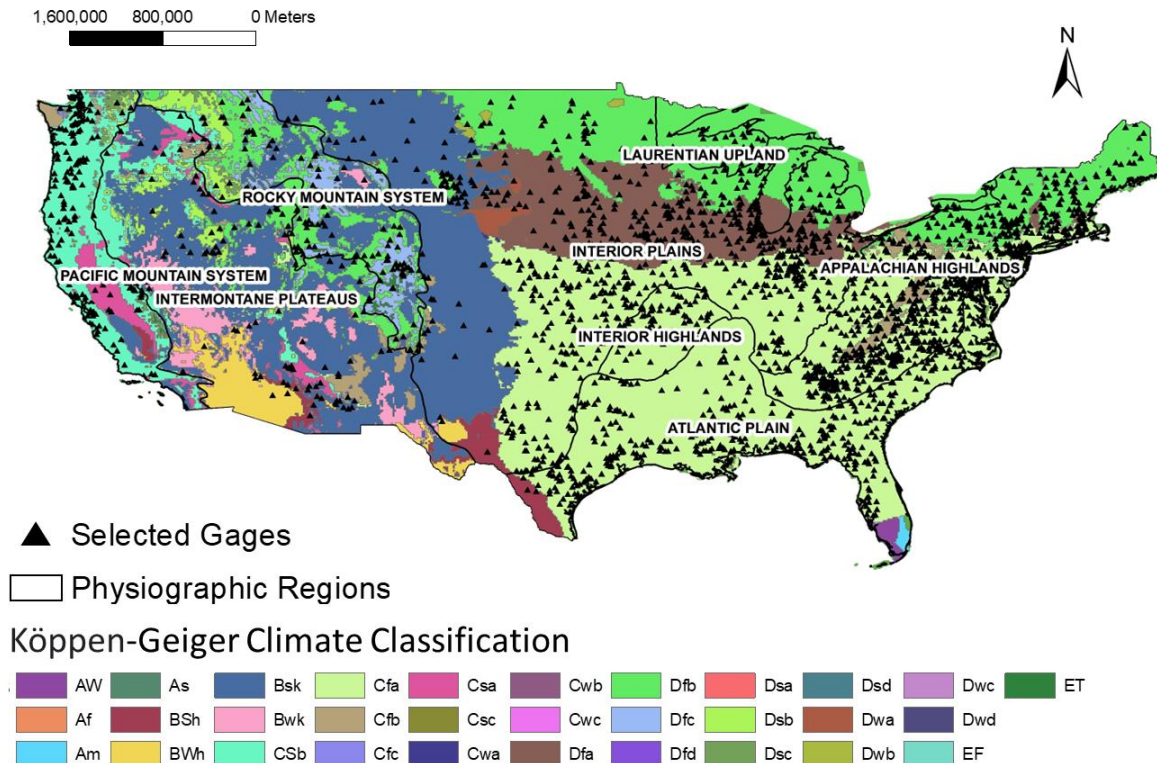 1,600,000 800,000 0 Meters
N
LAURENTIAN UPLAND
ROCKY MOUNTAIN SYSTEM
INTERIOR PLAINS
APPALACHIAN HIGHLANDS
PACIFIC MOUNTAIN SYSTEM
INTERMONTANE PLATEAUS
INTERIOR HIGHLANDS
ATLANTIC PLAIN
Selected Gages
Physiographic Regions
Köppen-Geiger Climate Classification
AW As Bsk Cfa Csa Cwb Dfb Dsa Dsd Dwc ET
Af BSh Bwk Cfb Csc Cwc Dfc Dsb Dwa Dwd
Am BWh CSb Cfc Cwa Dfa Dfd Dsc Dwb EF